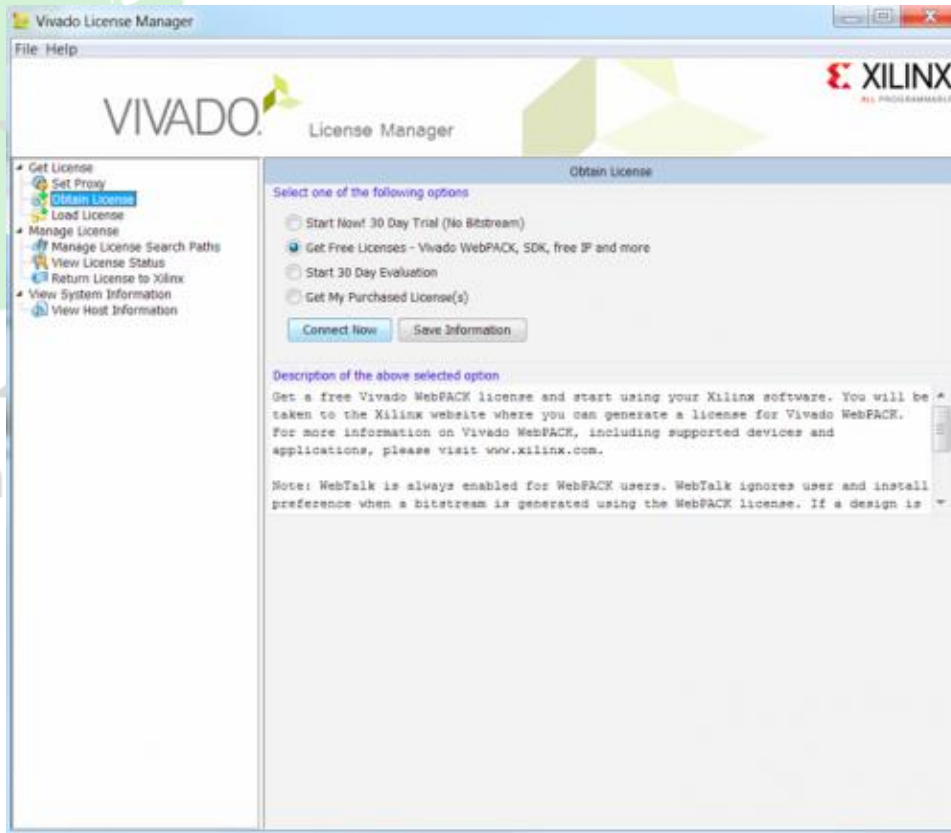 Vivado License Manager
File Help
VIVADO.
License Manager
XILINX
ALL PROGRAMMABLE
Get License
Set Proxy
Obtain License
Load License
Manage License
Manage License Search Paths
View License Status
Return License to Xilinx
View System Information
View Host Information
Obtain License
Select one of the following options
Start Now! 30 Day Trial (No Bitstream)
Get Free Licenses - Vivado WebPACK, SDK, free IP and more
Start 30 Day Evaluation
Get My Purchased License(s)
Connect Now Save Information
Description of the above selected option
Get a free Vivado WebPACK license and start using your Xilinx software. You will be
taken to the Xilinx website where you can generate a license for Vivado WebPACK.
For more information on Vivado WebPACK, including supported devices and
applications, please visit www.xilinx.com.
Note: WebTalk is always enabled for WebPACK users. WebTalk ignores user and install
preference when a bitstream is generated using the WebPACK license. If a design is